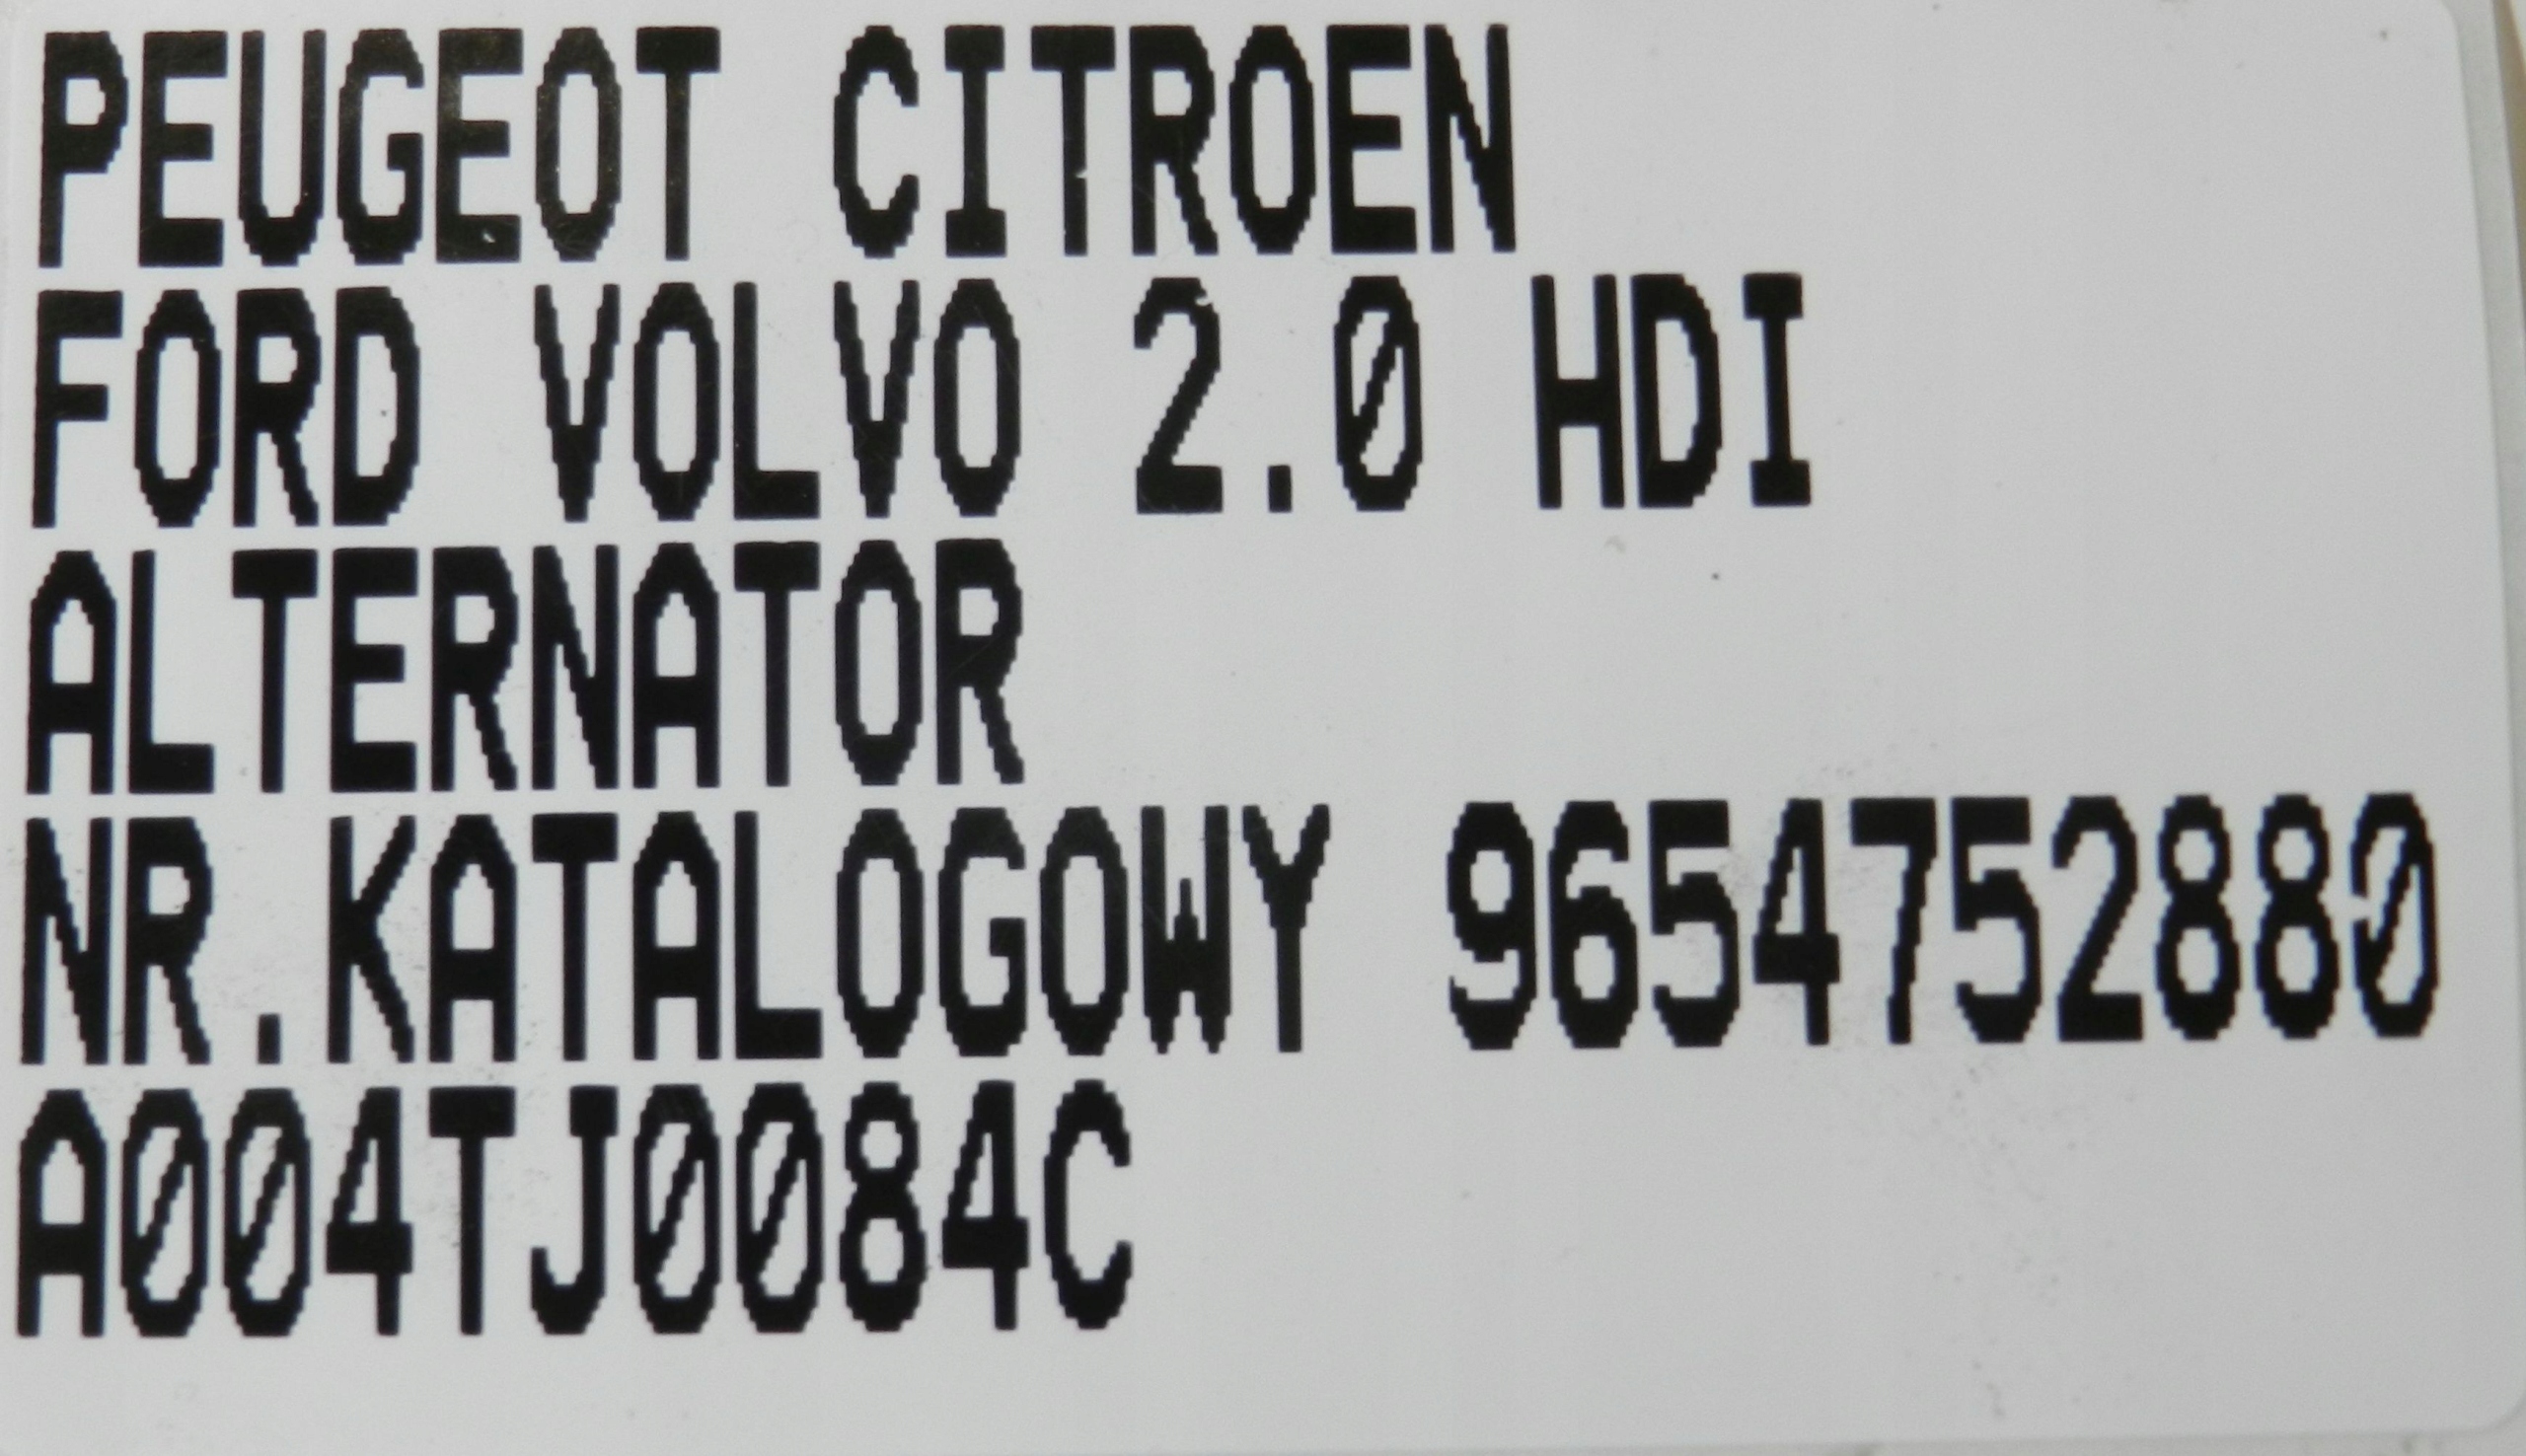 PEUGEOT CITROEN
FORD VOLVO 2.0 HDI
ALTERNATOR
NR.KATALOGOWY 9654752880
A004TJ0084C